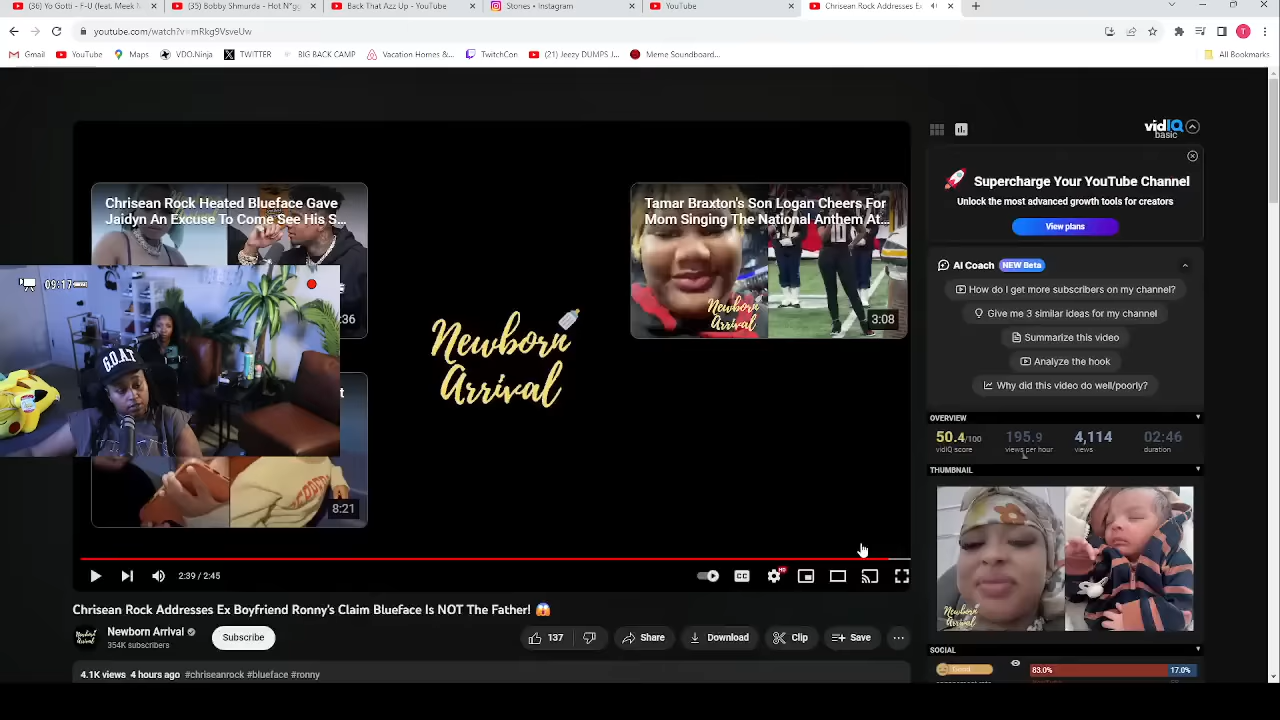 (36) Yo Gotti - F-U (feat. Meek M
(35) Bobby Shmurda - Hot N*gg
Back That Azz Up - YouTube
Stories • Instagram
YouTube
Chrisean Rock Addresses Ex
youtube.com/watch?v=mRkg9VsveUw
Gmail
YouTube
Maps
VDO.Ninja
TWITTER
BIG BACK CAMP
Vacation Homes &...
TwitchCon
(21) Jeezy DUMPS J...
Meme Soundboard...
All Bookmarks
Chrisean Rock Heated Blueface Gave
Jaidyn An Excuse To Come See His S...
Tamar Braxton's Son Logan Cheers For
Mom Singing The National Anthem At...
Newborn
Arrival
3:08
:36
Newborn
Arrival
09:17
G.O.A.T
8:21
2:39 / 2:45
CC
HD
Chrisean Rock Addresses Ex Boyfriend Ronny's Claim Blueface Is NOT The Father! 😱
Newborn Arrival
354K subscribers
Subscribe
137
Share
Download
Clip
Save
4.1K views 4 hours ago #chriseanrock #blueface #ronny
vidIQ
basic
Supercharge Your YouTube Channel
Unlock the most advanced growth tools for creators
View plans
AI Coach NEW Beta
How do I get more subscribers on my channel?
Give me 3 similar ideas for my channel
Summarize this video
Analyze the hook
Why did this video do well/poorly?
OVERVIEW
50.4/100 195.9 4,114 02:46
vidIQ score views per hour views duration
THUMBNAIL
Newborn
Arrival
SOCIAL
Good
83.0% 17.0%